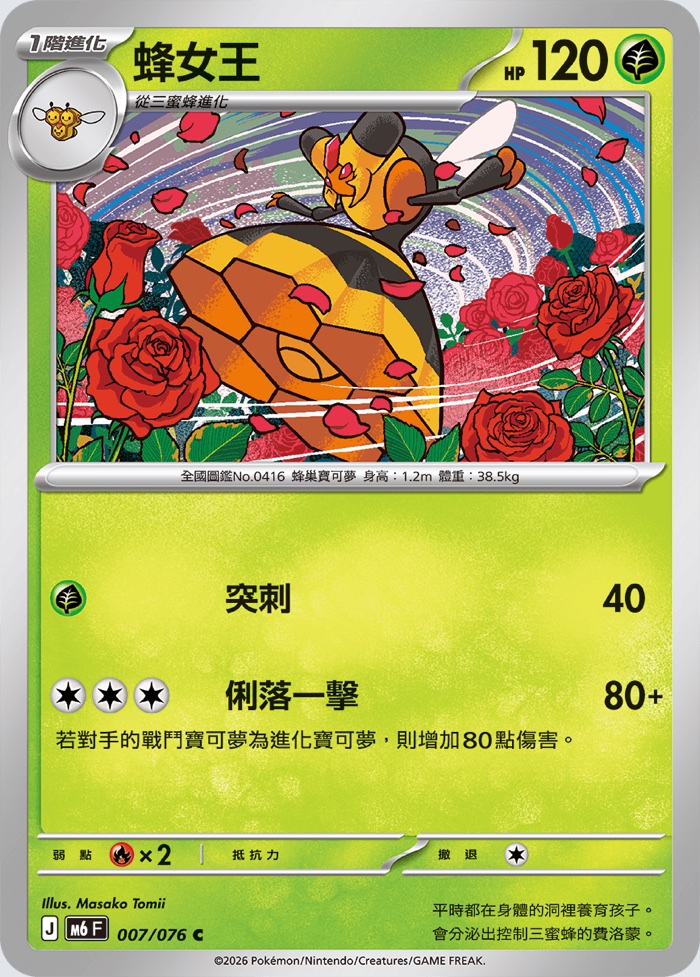 1階進化
蜂女王
HP 120
從三蜜蜂進化
全國圖鑑No.0416 蜂巢寶可夢 身高：1.2m 體重：38.5kg
突刺 40
俐落一擊 80+
若對手的戰鬥寶可夢為進化寶可夢，則增加80點傷害。
弱點 ×2 抵抗力 撤退
Illus. Masako Tomii
J M6 F 007/076 C
平時都在身體的洞裡養育孩子。
會分泌出控制三蜜蜂的費洛蒙。
©2026 Pokémon/Nintendo/Creatures/GAME FREAK.